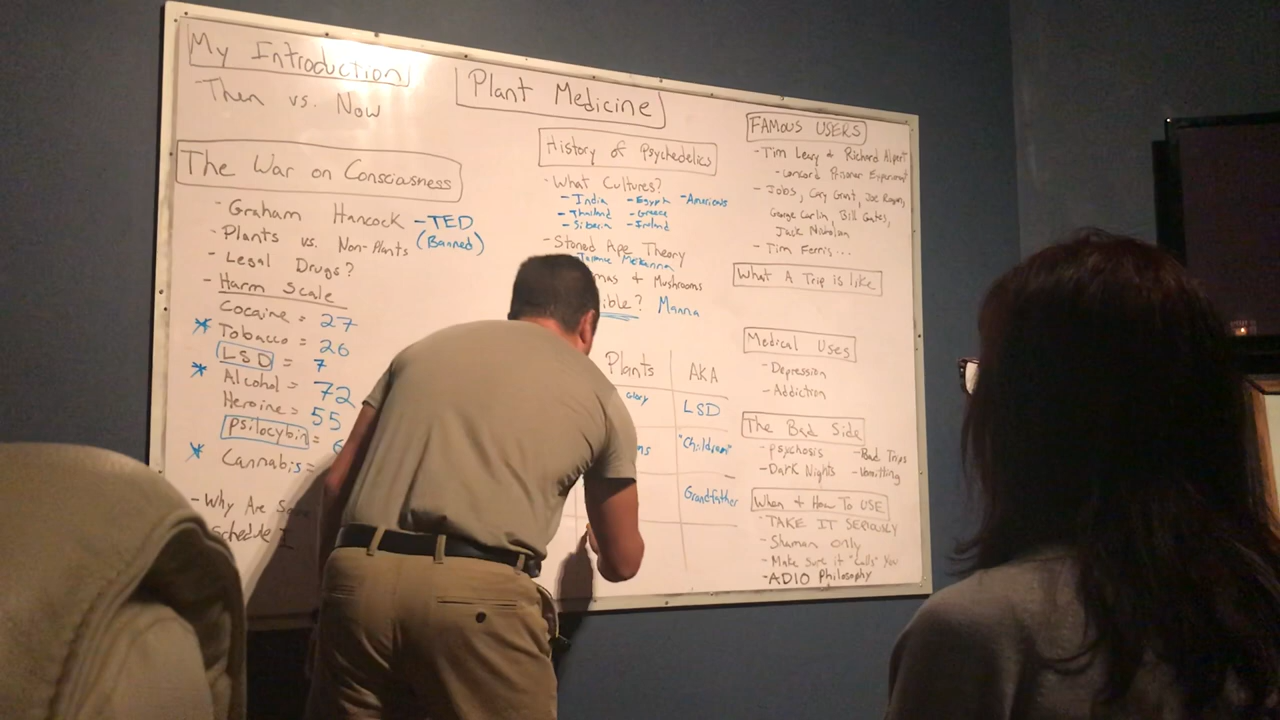 My Introduction
- Then vs. Now
Plant Medicine
The War on Consciousness
- Graham Hancock - TED
(Banned)
- Plants vs. Non-Plants
- Legal Drugs?
- Harm Scale
Cocaine = 27
* Tobacco = 26
LSD = 7
* Alcohol = 72
Heroine = 55
Psilocybin = 6
* Cannabis =
- Why Are
Schedule I
History of Psychedelics
- What Cultures?
- India - Egypt - Americas
- Thailand - Greece
- Siberia - Ireland
- Stoned Ape Theory
mas & Mushrooms
ible? Manna
Plants AKA
Glory LSD
ns "Children"
Grandfather
FAMOUS USERS
- Tim Leary & Richard Alpert
- Concord Prisoner Experiment
- Jobs, Cary Grant, Joe Rogan,
George Carlin, Bill Gates,
Jack Nicholson
- Tim Ferris...
What A Trip is like
Medical Uses
- Depression
- Addiction
The Bad Side
- Psychosis - Bad Trips
- Dark Nights - Vomitting
When & How To USE
- TAKE IT SERIOUSLY
- Shaman only
- Make sure it "calls" you
- ADIO Philosophy